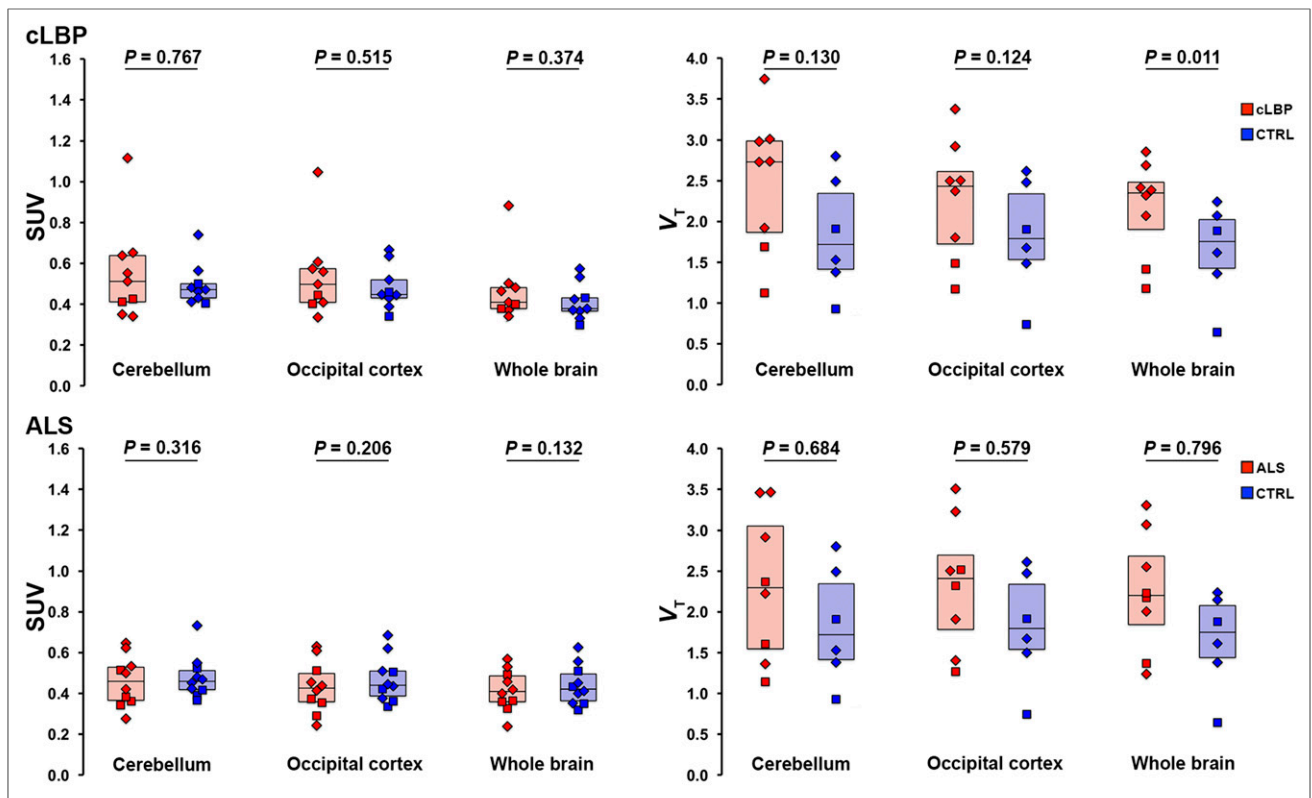 cLBP
P = 0.767 P = 0.515 P = 0.374
SUV
1.6
1.4
1.2
1.0
0.8
0.6
0.4
0.2
0.0
Cerebellum Occipital cortex Whole brain
P = 0.130 P = 0.124 P = 0.011
VT
4.0
3.5
3.0
2.5
2.0
1.5
1.0
0.5
0.0
Cerebellum Occipital cortex Whole brain
cLBP
CTRL
ALS
P = 0.316 P = 0.206 P = 0.132
SUV
1.6
1.4
1.2
1.0
0.8
0.6
0.4
0.2
0.0
Cerebellum Occipital cortex Whole brain
P = 0.684 P = 0.579 P = 0.796
VT
4.0
3.5
3.0
2.5
2.0
1.5
1.0
0.5
0.0
Cerebellum Occipital cortex Whole brain
ALS
CTRL